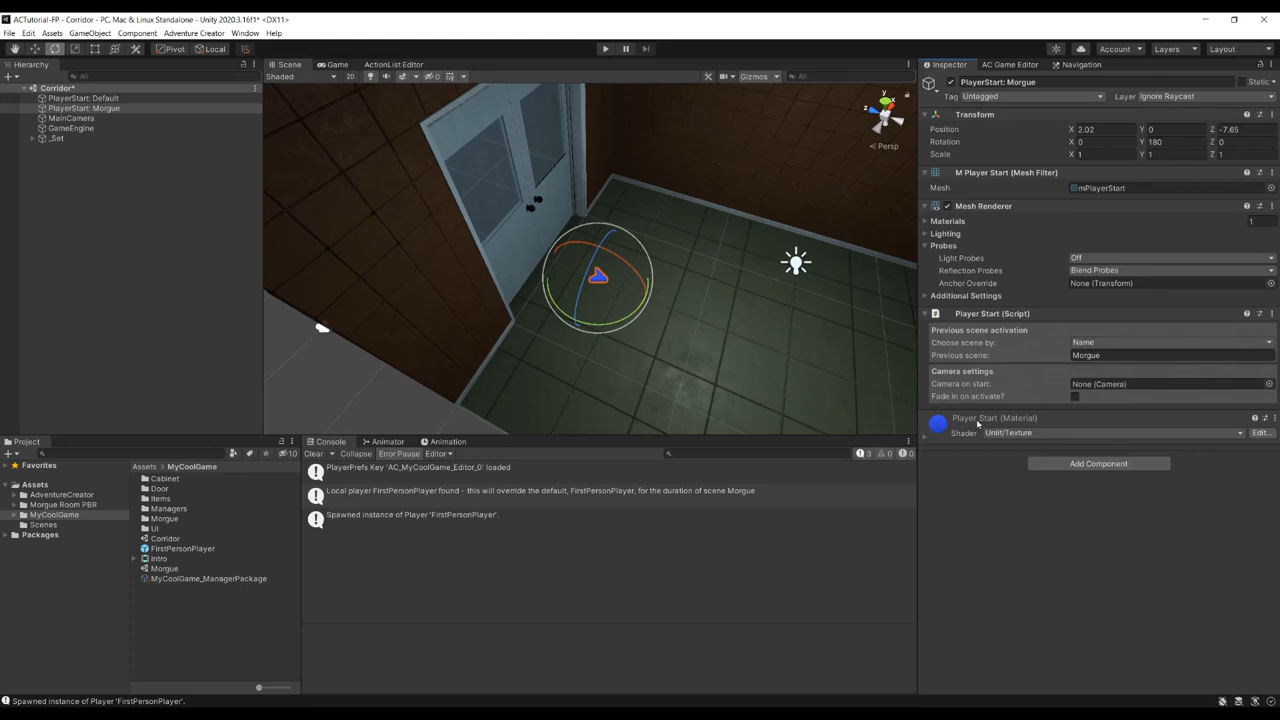 ACTutorial-FP - Corridor - PC, Mac & Linux Standalone - Unity 2020.3.16f1* <DX11>
File Edit Assets GameObject Component Adventure Creator Window Help
Pivot Local Account Layers Layout
Hierarchy
All
Corridor*
PlayerStart: Default
PlayerStart: Morgue
MainCamera
GameEngine
_Set
Scene Game ActionList Editor
Shaded 2D 0 Gizmos All
y
x
z
Persp
Inspector AC Game Editor Navigation
PlayerStart: Morgue Static
Tag Untagged Layer Ignore Raycast
Transform
Position X 2.02 Y 0 Z -7.65
Rotation X 0 Y 180 Z 0
Scale X 1 Y 1 Z 1
M Player Start (Mesh Filter)
Mesh mPlayerStart
Mesh Renderer
Materials 1
Lighting
Probes
Light Probes Off
Reflection Probes Blend Probes
Anchor Override None (Transform)
Additional Settings
Player Start (Script)
Previous scene activation
Choose scene by: Name
Previous scene: Morgue
Camera settings
Camera on start: None (Camera)
Fade in on activate?
Player Start (Material)
Shader Unlit/Texture Edit...
Add Component
Project
10
Favorites
Assets
AdventureCreator
Morgue Room PBR
MyCoolGame
Scenes
Packages
Assets > MyCoolGame
Cabinet
Door
Items
Managers
Morgue
UI
Corridor
FirstPersonPlayer
Intro
Morgue
MyCoolGame_ManagerPackage
Console Animator Animation
Clear Collapse Error Pause Editor 3 0 0
PlayerPrefs Key 'AC_MyCoolGame_Editor_0' loaded
Local player FirstPersonPlayer found - this will override the default, FirstPersonPlayer, for the duration of scene Morgue
Spawned instance of Player 'FirstPersonPlayer'.
Spawned instance of Player 'FirstPersonPlayer'.